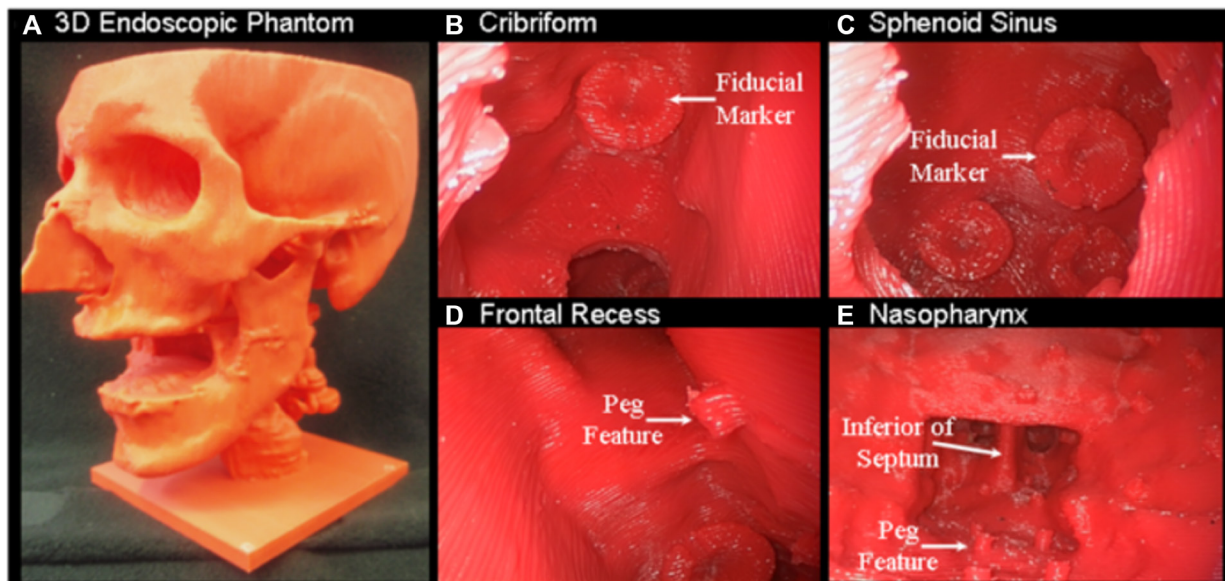 A 3D Endoscopic Phantom
B Cribriform
Fiducial
Marker
C Sphenoid Sinus
Fiducial
Marker
D Frontal Recess
Peg
Feature
E Nasopharynx
Inferior of
Septum
Peg
Feature